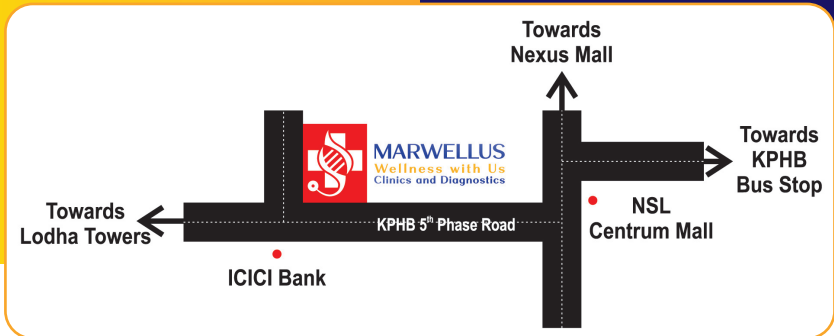 Towards
Nexus Mall
MARWELLUS
Wellness with Us
Clinics and Diagnostics
Towards
KPHB
Bus Stop
Towards
Lodha Towers
KPHB 5th Phase Road
NSL
Centrum Mall
ICICI Bank